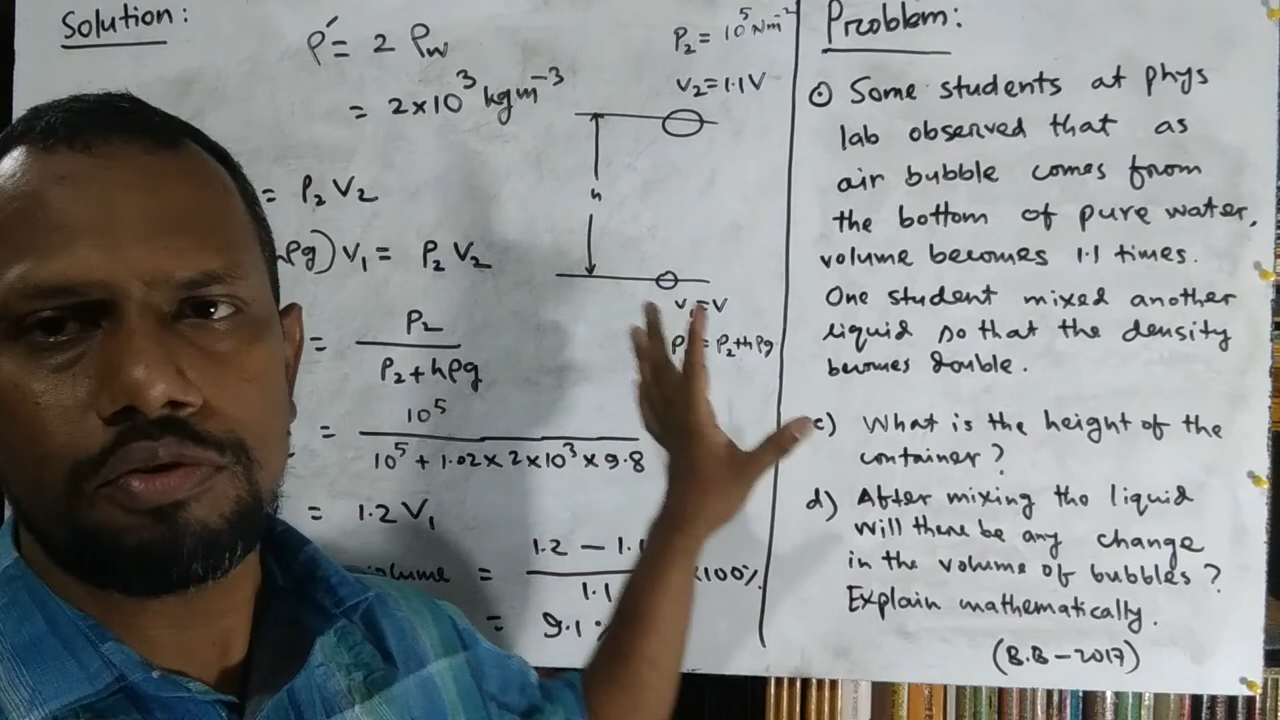 Solution:
ρ′ = 2 ρw
= 2×10³ kgm⁻³
= P₂V₂
hρg) V₁ = P₂V₂
= P₂ / (P₂+hρg)
= 10⁵ / (10⁵ + 1.02×2×10³×9.8)
= 1.2V₁
volume = (1.2 − 1.1) / 1.1 ×100%
= 9.1%
P₂ = 10⁵ Nm⁻²
V₂ = 1.1V
h
V₁ = V
P = P₂+hρg
Problem:
⊙ Some students at phys
lab observed that as
air bubble comes from
the bottom of pure water,
volume becomes 1.1 times.
One student mixed another
liquid so that the density
becomes double.
c) What is the height of the
container?
d) After mixing the liquid
will there be any change
in the volume of bubbles?
Explain mathematically.
(B.B – 2017)